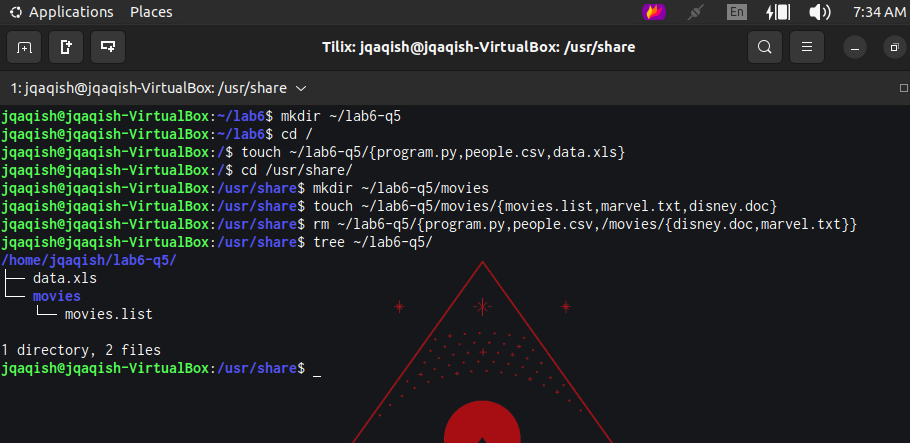 Applications Places En 7:34 AM
Tilix: jqaqish@jqaqish-VirtualBox: /usr/share
1: jqaqish@jqaqish-VirtualBox: /usr/share
jqaqish@jqaqish-VirtualBox:~/lab6$ mkdir ~/lab6-q5
jqaqish@jqaqish-VirtualBox:~/lab6$ cd /
jqaqish@jqaqish-VirtualBox:/$ touch ~/lab6-q5/{program.py,people.csv,data.xls}
jqaqish@jqaqish-VirtualBox:/$ cd /usr/share/
jqaqish@jqaqish-VirtualBox:/usr/share$ mkdir ~/lab6-q5/movies
jqaqish@jqaqish-VirtualBox:/usr/share$ touch ~/lab6-q5/movies/{movies.list,marvel.txt,disney.doc}
jqaqish@jqaqish-VirtualBox:/usr/share$ rm ~/lab6-q5/{program.py,people.csv,/movies/{disney.doc,marvel.txt}}
jqaqish@jqaqish-VirtualBox:/usr/share$ tree ~/lab6-q5/
/home/jqaqish/lab6-q5/
├── data.xls
└── movies
    └── movies.list

1 directory, 2 files
jqaqish@jqaqish-VirtualBox:/usr/share$ _